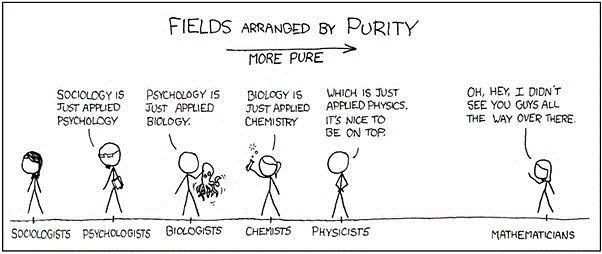 FIELDS ARRANGED BY PURITY
MORE PURE
SOCIOLOGY IS
JUST APPLIED
PSYCHOLOGY
PSYCHOLOGY IS
JUST APPLIED
BIOLOGY.
BIOLOGY IS
JUST APPLIED
CHEMISTRY
WHICH IS JUST
APPLIED PHYSICS.
IT'S NICE TO
BE ON TOP.
OH, HEY, I DIDN'T
SEE YOU GUYS ALL
THE WAY OVER THERE.
SOCIOLOGISTS
PSYCHOLOGISTS
BIOLOGISTS
CHEMISTS
PHYSICISTS
MATHEMATICIANS